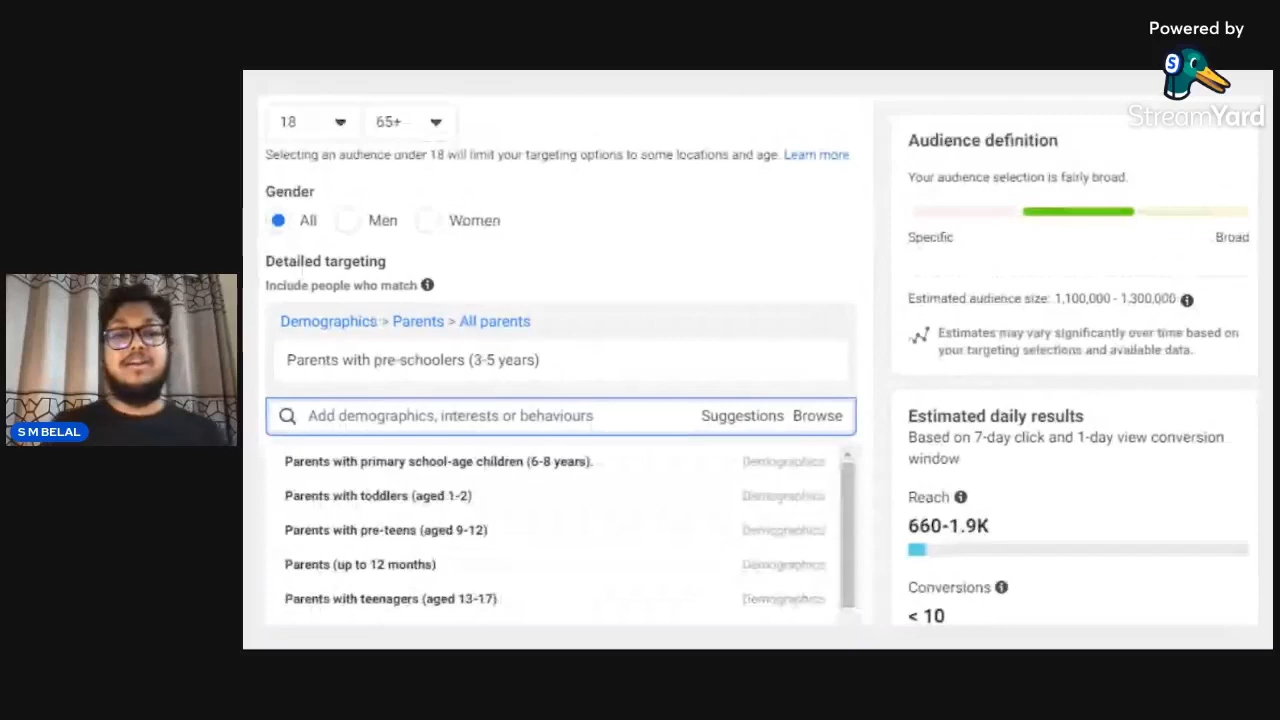 Powered by
StreamYard
18
65+
Selecting an audience under 18 will limit your targeting options to some locations and age. Learn more
Gender
All Men Women
Detailed targeting
Include people who match
Demographics > Parents > All parents
Parents with pre-schoolers (3-5 years)
Add demographics, interests or behaviours Suggestions Browse
Parents with primary school-age children (6-8 years). Demographics
Parents with toddlers (aged 1-2) Demographics
Parents with pre-teens (aged 9-12) Demographics
Parents (up to 12 months) Demographics
Parents with teenagers (aged 13-17) Demographics
Audience definition
Your audience selection is fairly broad.
Specific Broad
Estimated audience size: 1,100,000 - 1,300,000
Estimates may vary significantly over time based on
your targeting selections and available data.
Estimated daily results
Based on 7-day click and 1-day view conversion
window
Reach
660-1.9K
Conversions
< 10
S M BELAL